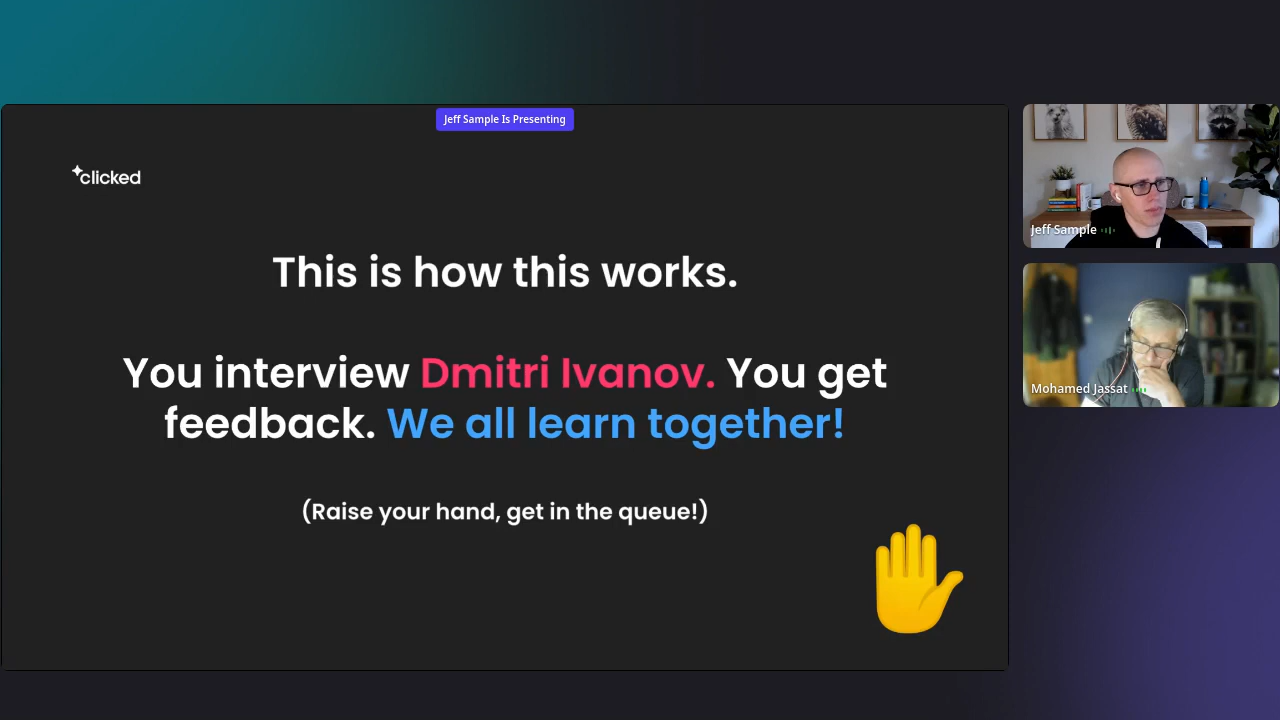 Jeff Sample Is Presenting
clicked
This is how this works.
You interview Dmitri Ivanov. You get
feedback. We all learn together!
(Raise your hand, get in the queue!)
Jeff Sample
Mohamed Jassat